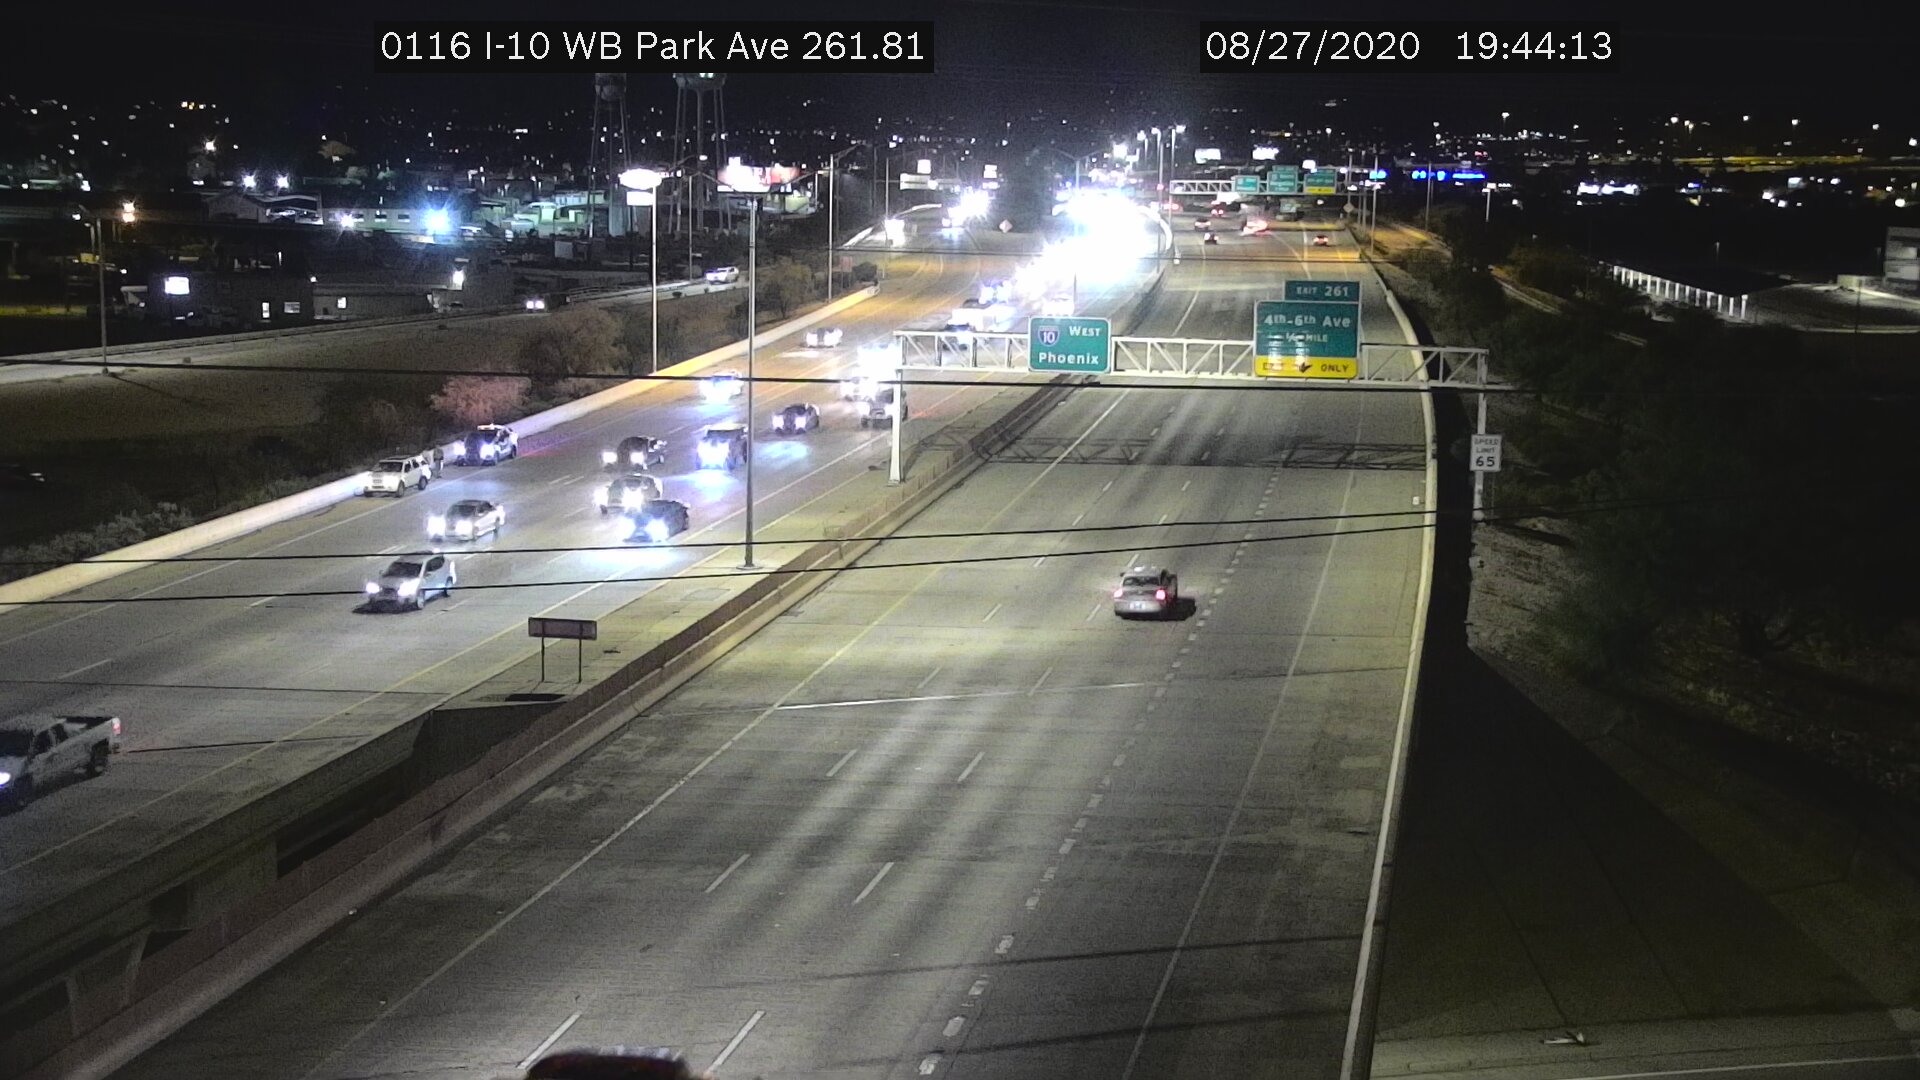 0116 I-10 WB Park Ave 261.81
08/27/2020 19:44:13
EXIT 261
4th-6th Ave
MILE
ONLY
10 WEST
Phoenix
SPEED
LIMIT
65